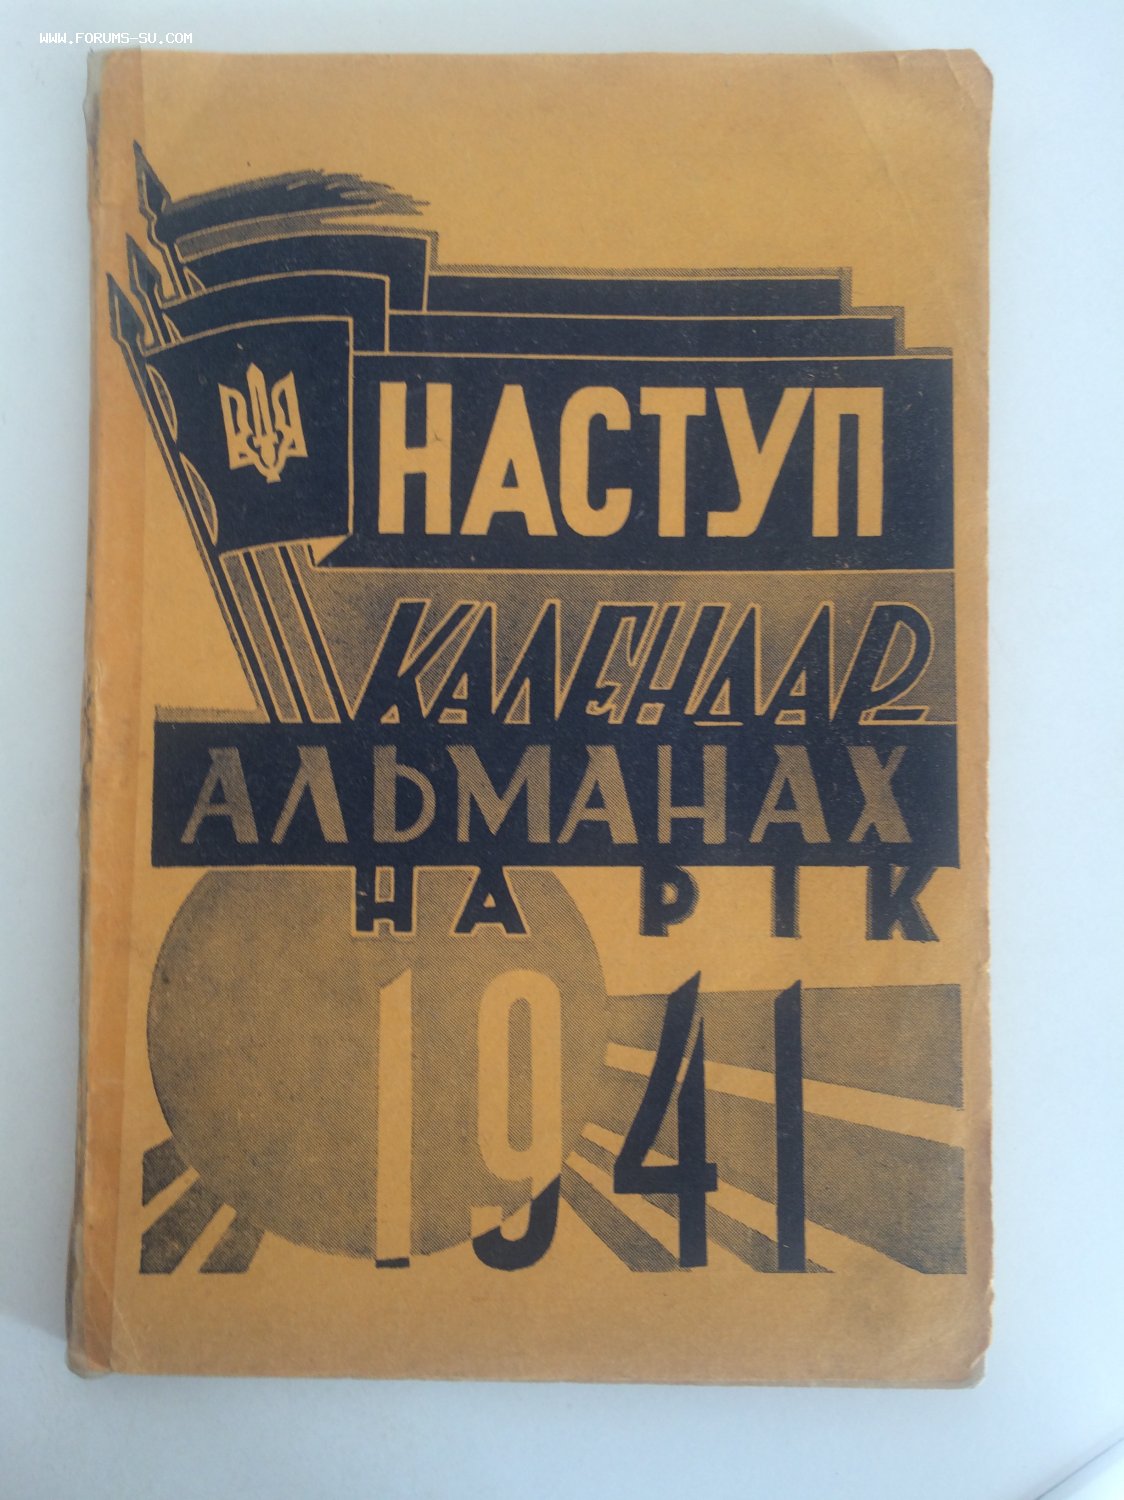 WWW.FORUMS-SU.COM
НАСТУП
КАЛЕНДАР
АЛЬМАНАХ
НА РІК
1941